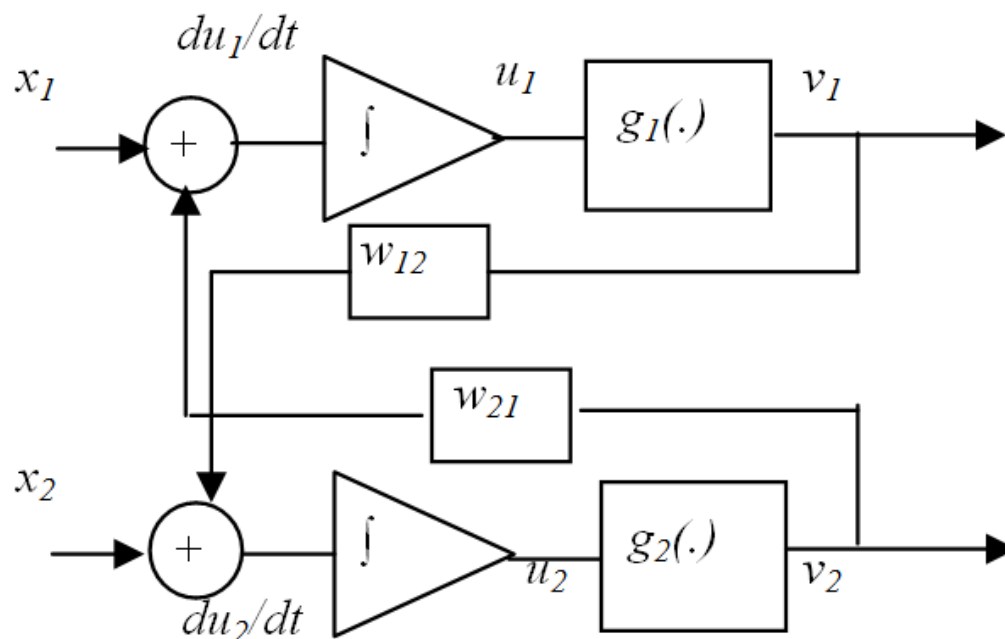 du₁/dt
x₁
+
∫
u₁
g₁(.)
v₁
w₁₂
w₂₁
x₂
+
∫
u₂
g₂(.)
v₂
du₂/dt